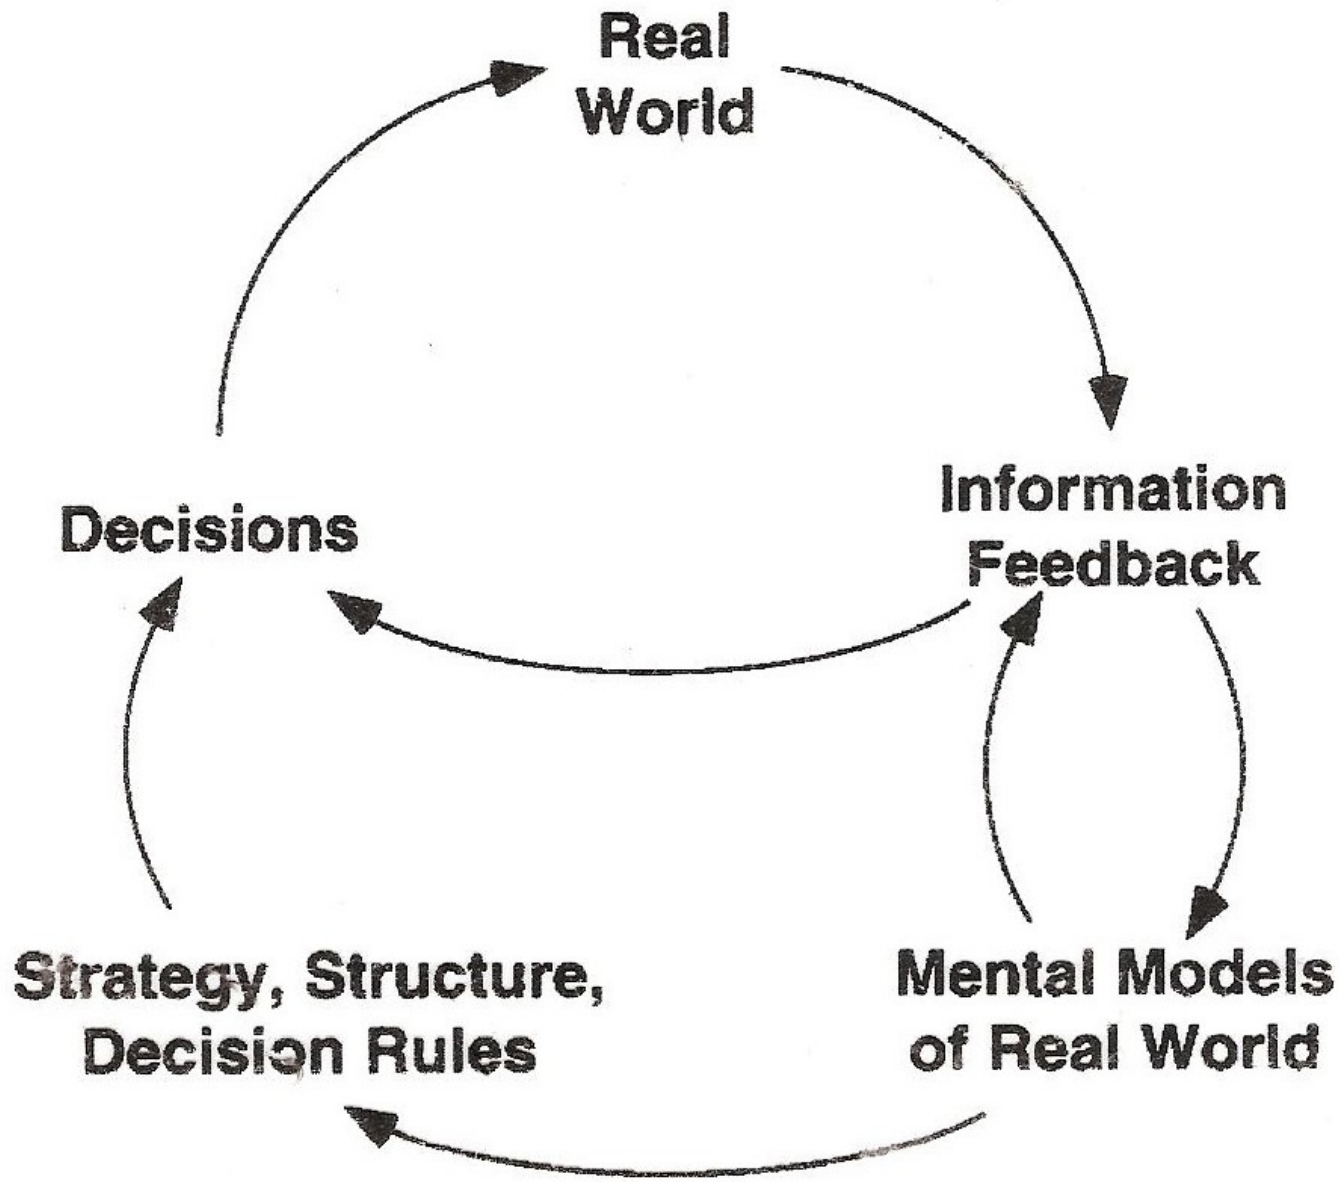 Real
World
Information
Feedback
Decisions
Strategy, Structure,
Decision Rules
Mental Models
of Real World